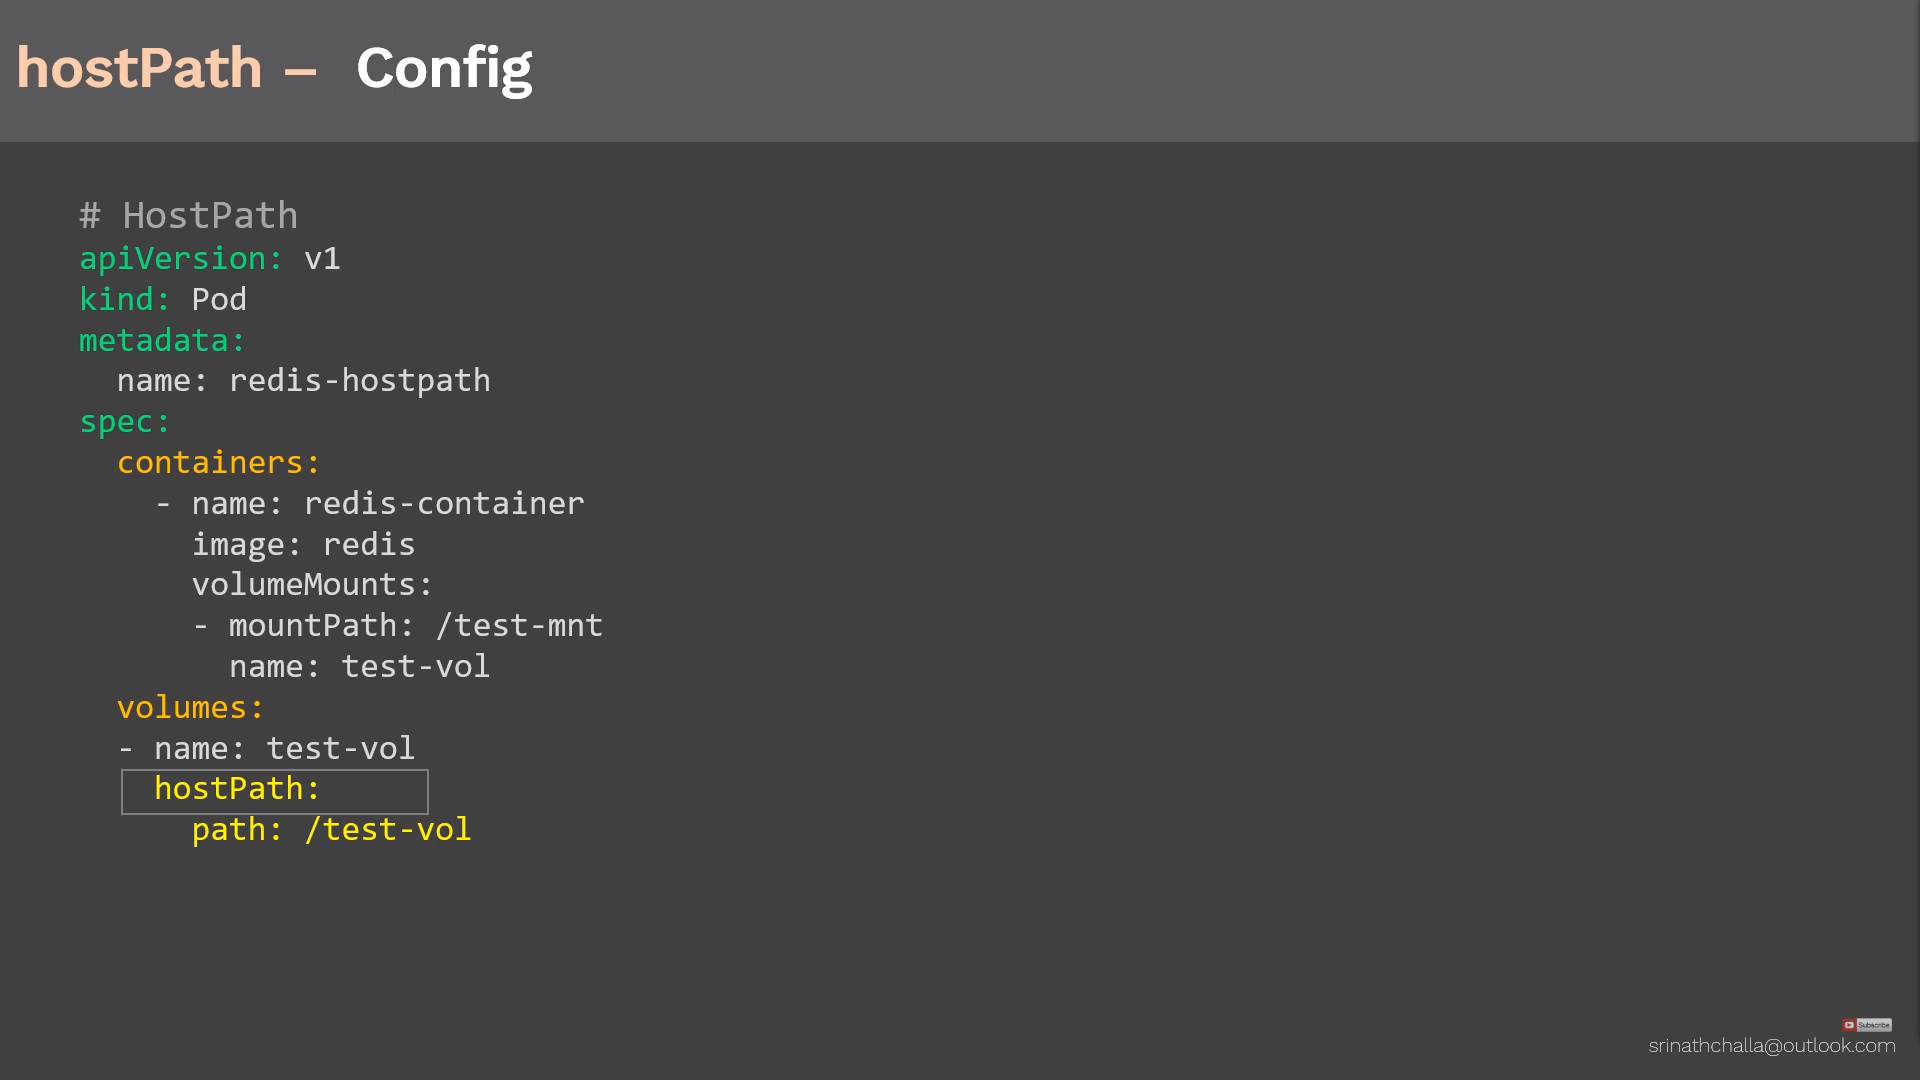 hostPath – Config
# HostPath
apiVersion: v1
kind: Pod
metadata:
  name: redis-hostpath
spec:
  containers:
    - name: redis-container
      image: redis
      volumeMounts:
      - mountPath: /test-mnt
        name: test-vol
  volumes:
  - name: test-vol
    hostPath:
      path: /test-vol
Subscribe
srinathchalla@outlook.com